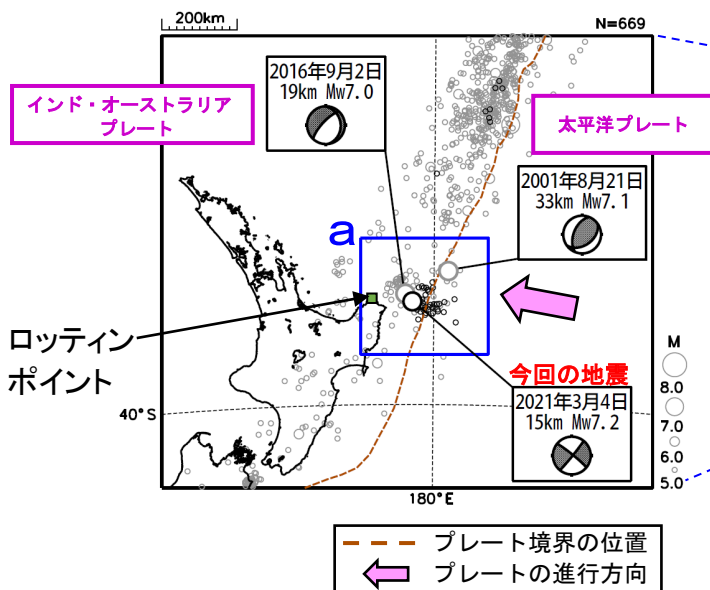 200km
N=669
インド・オーストラリア
プレート
2016年9月2日
19km Mw7.0
太平洋プレート
2001年8月21日
33km Mw7.1
a
ロッティン
ポイント
今回の地震
2021年3月4日
15km Mw7.2
M
8.0
7.0
6.0
5.0
40°S
180°E
プレート境界の位置
プレートの進行方向